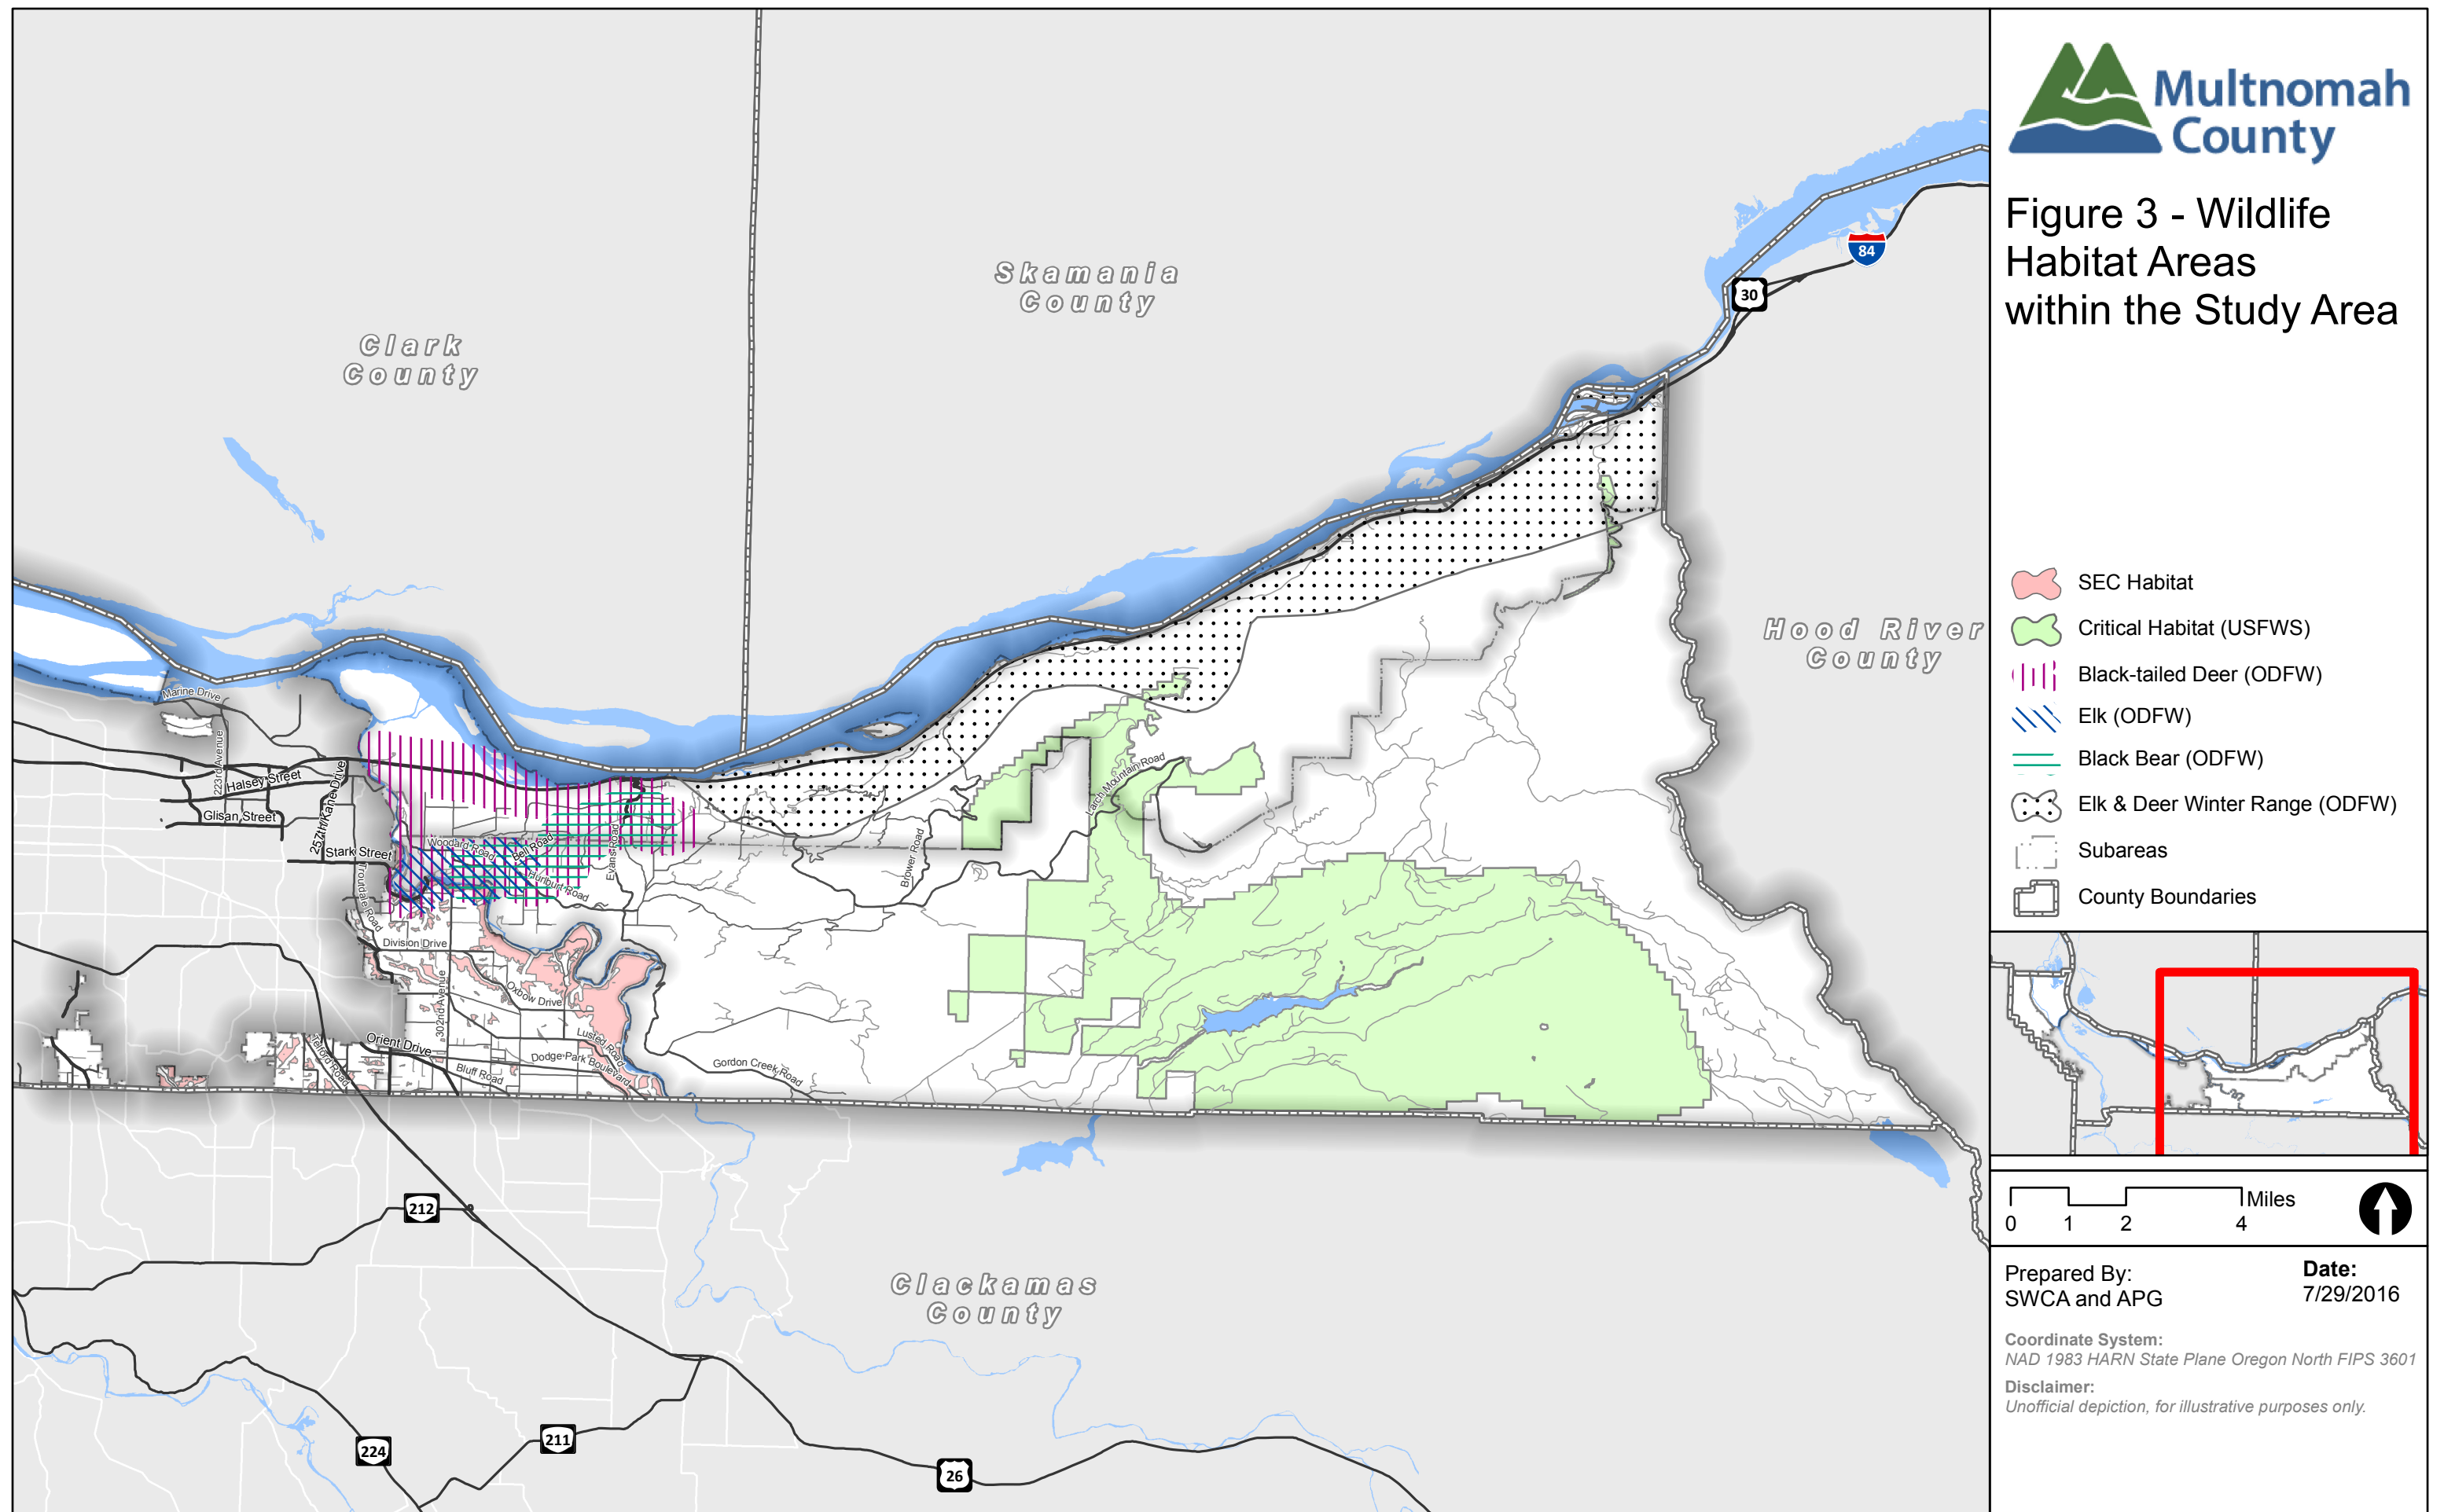 Multnomah
County
Figure 3 - Wildlife
Habitat Areas
within the Study Area
SEC Habitat
Critical Habitat (USFWS)
Black-tailed Deer (ODFW)
Elk (ODFW)
Black Bear (ODFW)
Elk & Deer Winter Range (ODFW)
Subareas
County Boundaries
Miles
0 1 2 4
Prepared By:
SWCA and APG
Date:
7/29/2016
Coordinate System:
NAD 1983 HARN State Plane Oregon North FIPS 3601
Disclaimer:
Unofficial depiction, for illustrative purposes only.
Skamania
County
Clark
County
Hood River
County
Clackamas
County
84
30
Marine Drive
223rd Avenue
Halsey Street
Glisan Street
257th/Kane Drive
Stark Street
Troutdale Road
Woodard Road
Bell Road
Hurlburt Road
Evans Road
Brower Road
Larch Mountain Road
Division Drive
302nd Avenue
Oxbow Drive
Lusted Road
Orient Drive
Telford Road
Dodge Park Boulevard
Bluff Road
Gordon Creek Road
212
224
211
26